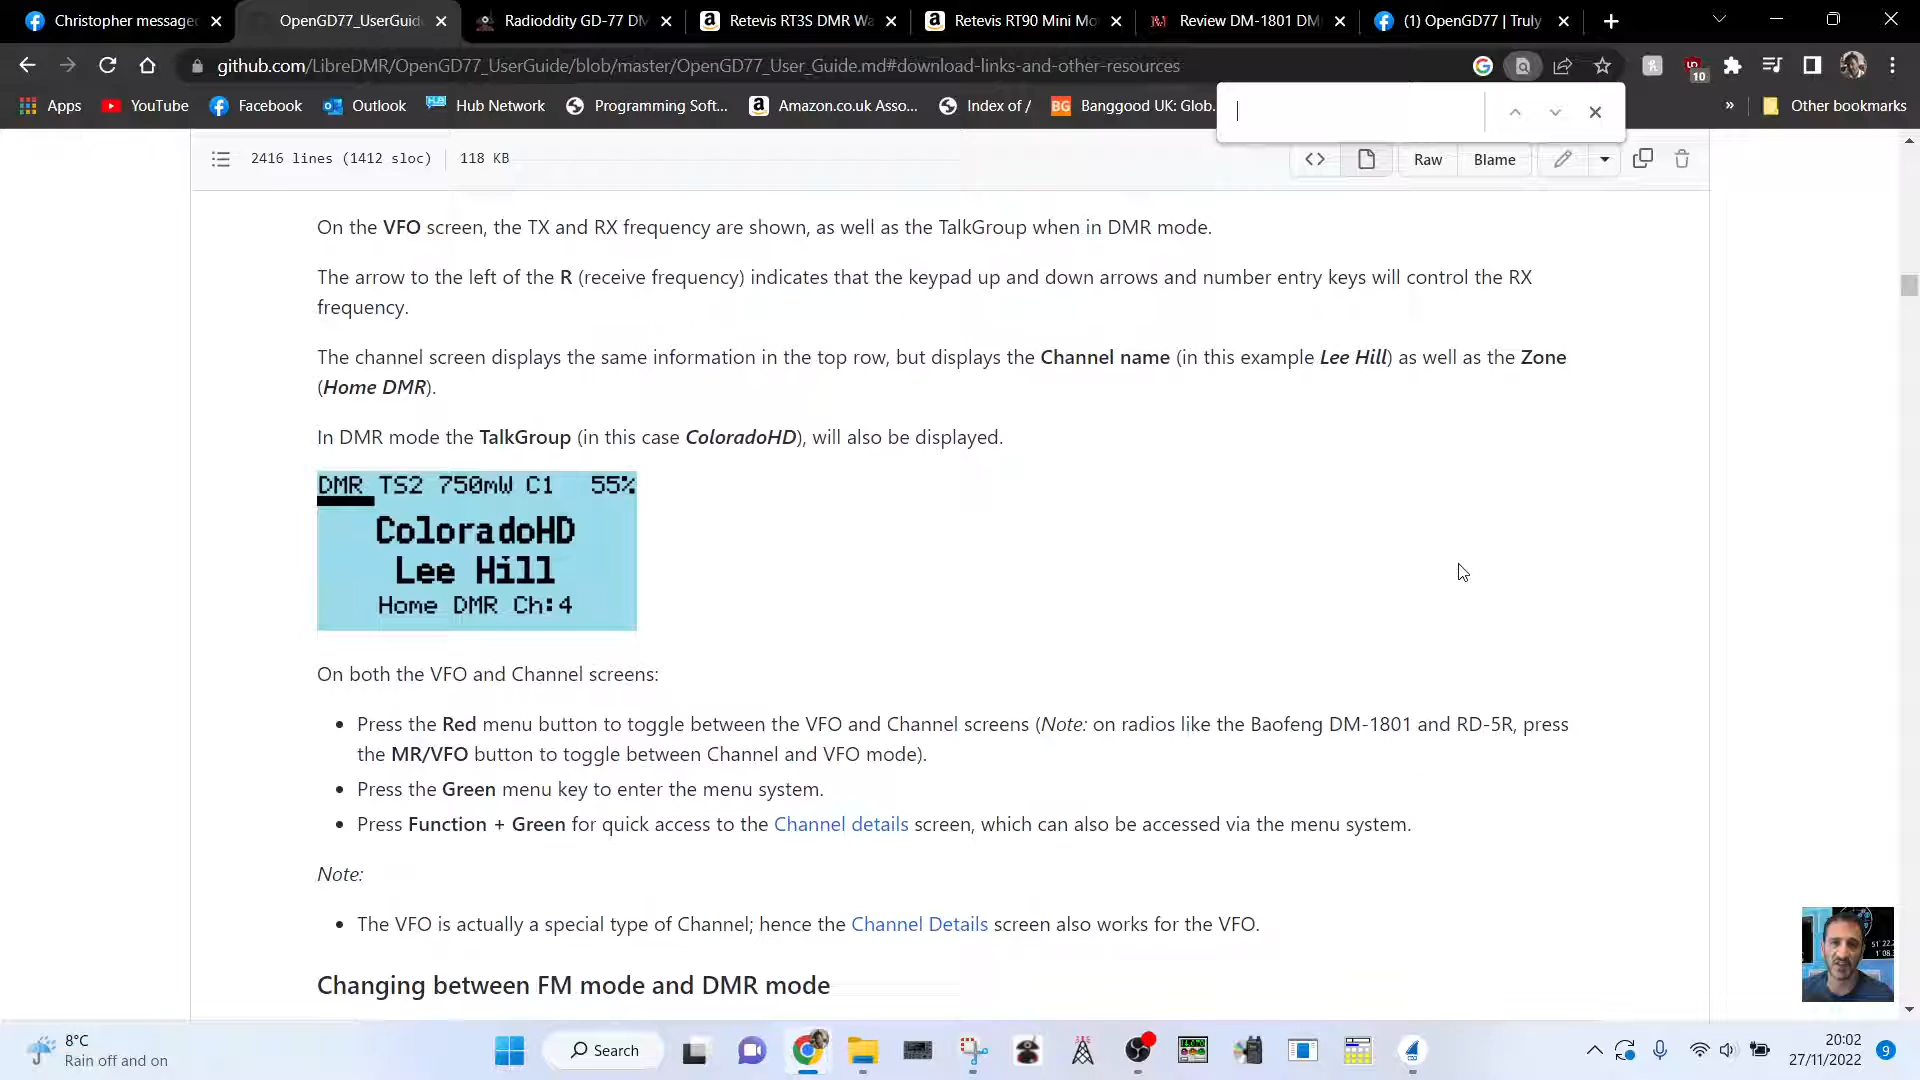 Christopher messaged
OpenGD77_UserGuide
Radioddity GD-77 DM
Retevis RT3S DMR Wa
Retevis RT90 Mini Mo
Review DM-1801 DM
(1) OpenGD77 | Truly
github.com/LibreDMR/OpenGD77_UserGuide/blob/master/OpenGD77_User_Guide.md#download-links-and-other-resources
10
Apps
YouTube
Facebook
Outlook
Hub Network
Programming Soft...
Amazon.co.uk Asso...
Index of /
BG Banggood UK: Glob...
»
Other bookmarks
2416 lines (1412 sloc)
118 KB
Raw
Blame
On the VFO screen, the TX and RX frequency are shown, as well as the TalkGroup when in DMR mode.
The arrow to the left of the R (receive frequency) indicates that the keypad up and down arrows and number entry keys will control the RX
frequency.
The channel screen displays the same information in the top row, but displays the Channel name (in this example Lee Hill) as well as the Zone
(Home DMR).
In DMR mode the TalkGroup (in this case ColoradoHD), will also be displayed.
DMR TS2 750mW C1 55%
ColoradoHD
Lee Hill
Home DMR Ch:4
On both the VFO and Channel screens:
• Press the Red menu button to toggle between the VFO and Channel screens (Note: on radios like the Baofeng DM-1801 and RD-5R, press
the MR/VFO button to toggle between Channel and VFO mode).
• Press the Green menu key to enter the menu system.
• Press Function + Green for quick access to the Channel details screen, which can also be accessed via the menu system.
Note:
• The VFO is actually a special type of Channel; hence the Channel Details screen also works for the VFO.
Changing between FM mode and DMR mode
8°C
Rain off and on
Search
20:02
27/11/2022
9